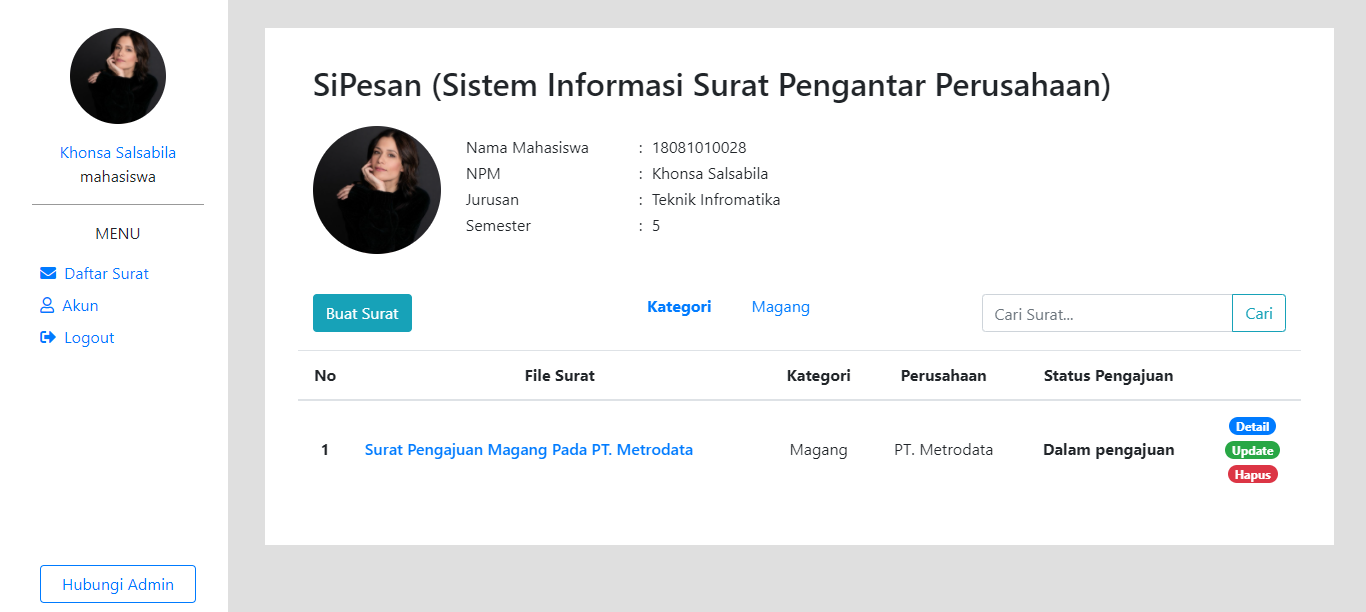 Khonsa Salsabila
mahasiswa
MENU
Daftar Surat
Akun
Logout
Hubungi Admin
SiPesan (Sistem Informasi Surat Pengantar Perusahaan)
Nama Mahasiswa : 18081010028
NPM : Khonsa Salsabila
Jurusan : Teknik Infromatika
Semester : 5
Buat Surat Kategori Magang Cari Surat... Cari
No File Surat Kategori Perusahaan Status Pengajuan
1 Surat Pengajuan Magang Pada PT. Metrodata Magang PT. Metrodata Dalam pengajuan
Detail
Update
Hapus